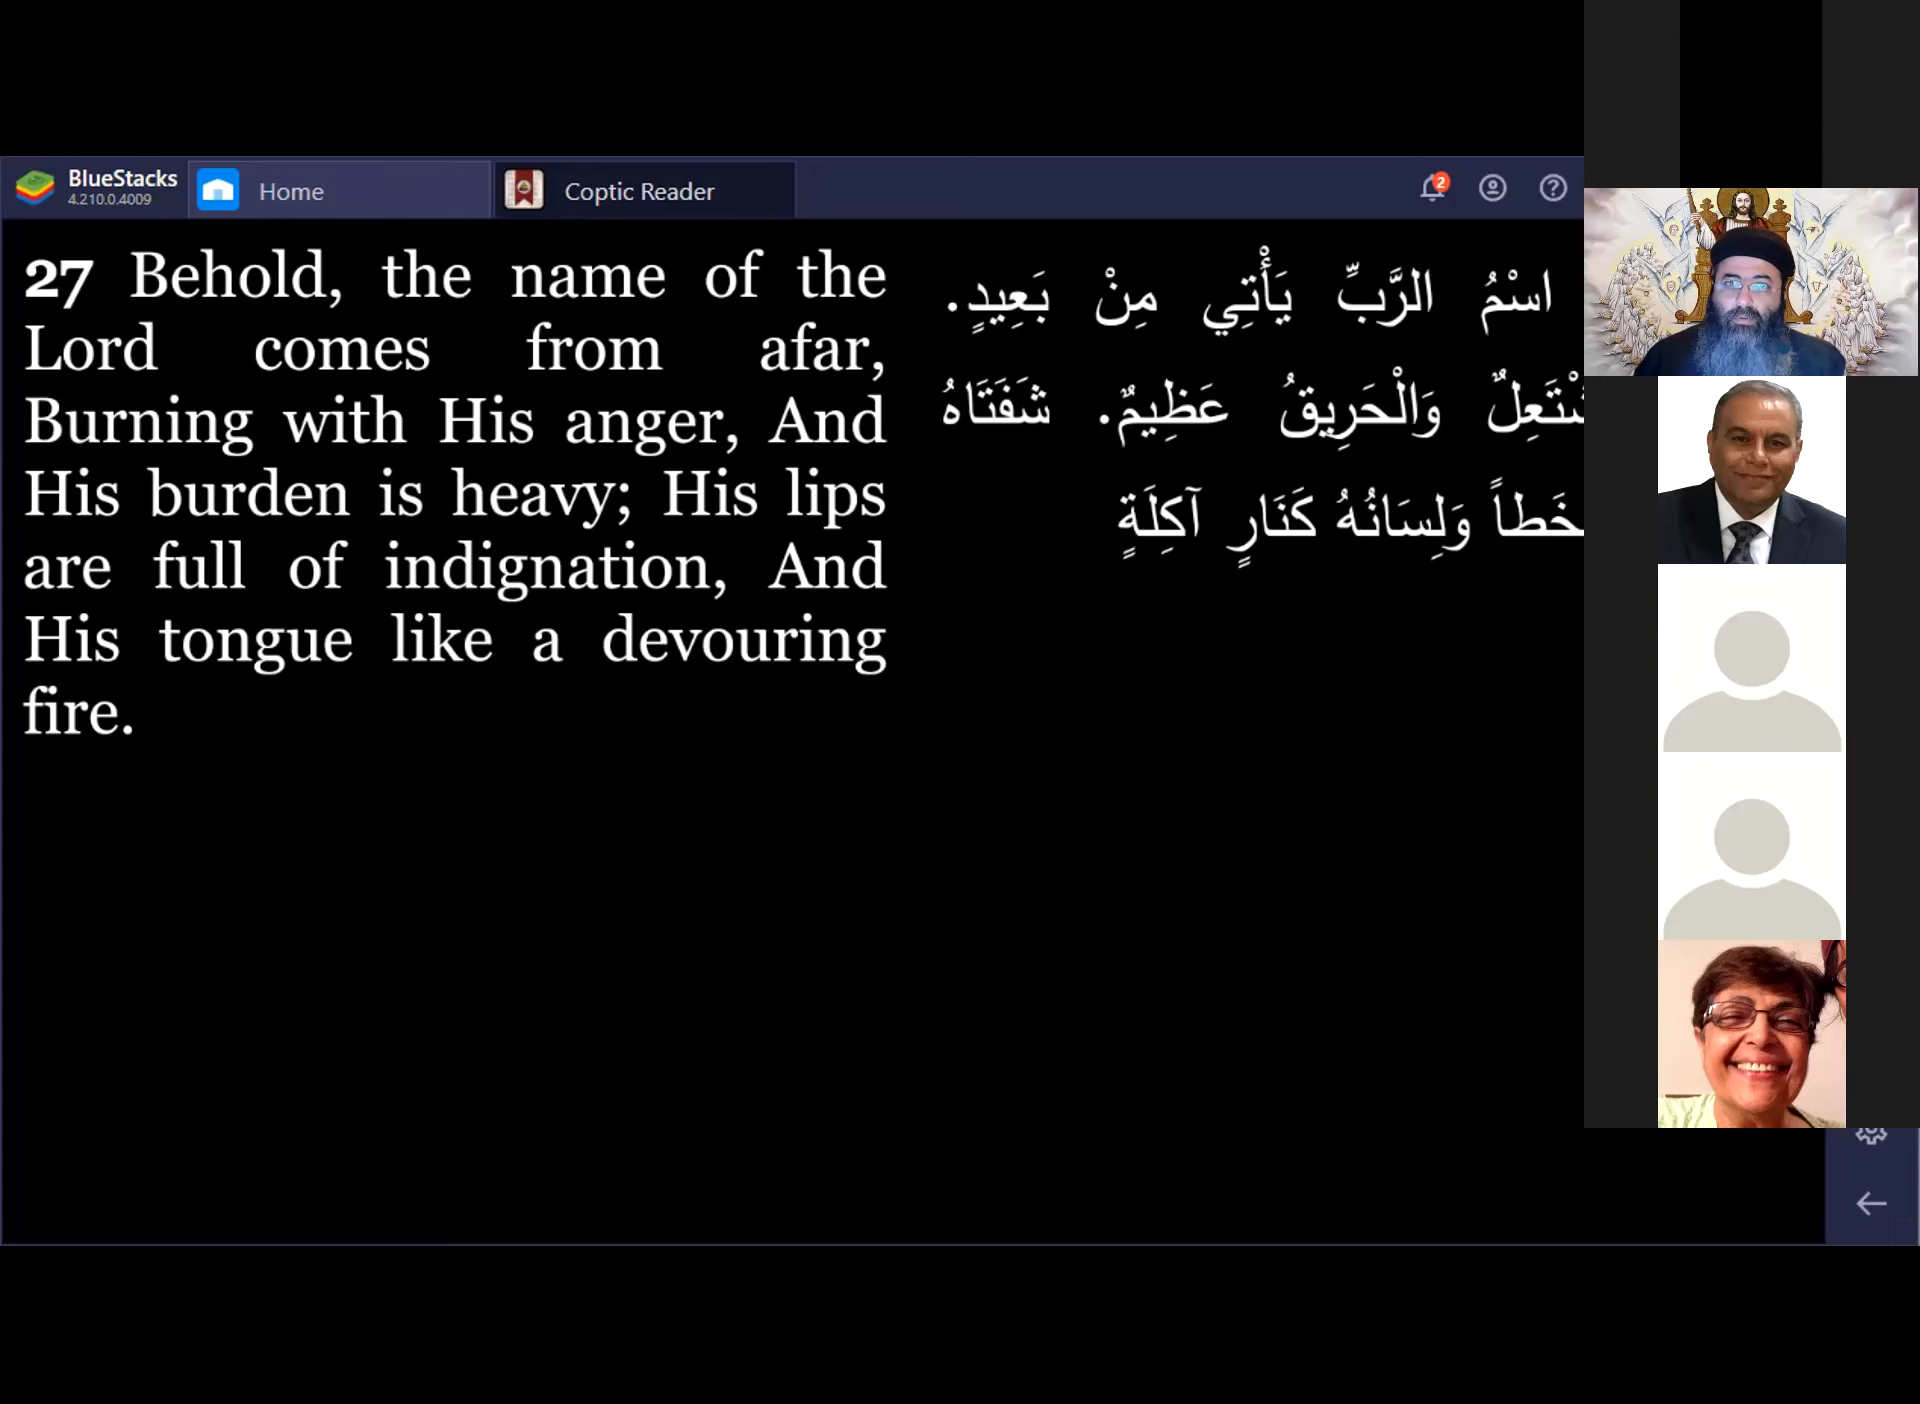 BlueStacks
4.210.0.4009
Home
Coptic Reader
2
27 Behold, the name of the
Lord comes from afar,
Burning with His anger, And
His burden is heavy; His lips
are full of indignation, And
His tongue like a devouring
fire.
اسْمُ الرَّبِّ يَأْتِي مِنْ بَعِيدٍ.
وَالْحَرِيقُ عَظِيمٌ. شَفَتَاهُ
وَلِسَانُهُ كَنَارٍ آكِلَةٍ